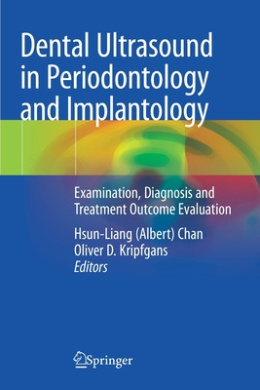 Dental Ultrasound
in Periodontology
and Implantology
Examination, Diagnosis and
Treatment Outcome Evaluation
Hsun-Liang (Albert) Chan
Oliver D. Kripfgans
Editors
Springer